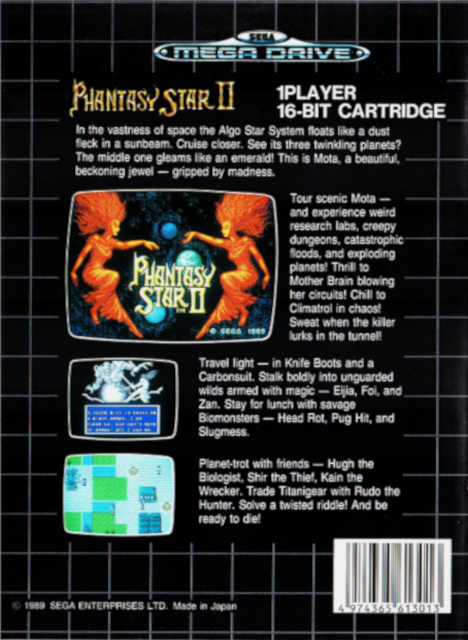 SEGA
MEGA DRIVE
PHANTASY STAR II
1PLAYER
16-BIT CARTRIDGE
In the vastness of space the Algo Star System floats like a dust
fleck in a sunbeam. Cruise closer. See its three twinkling planets?
The middle one gleams like an emerald! This is Mota, a beautiful,
beckoning jewel — gripped by madness.
Tour scenic Mota —
and experience weird
research labs, creepy
dungeons, catastrophic
floods, and exploding
planets! Thrill to
Mother Brain blowing
her circuits! Chill to
Climatrol in chaos!
Sweat when the killer
lurks in the tunnel!
PHANTASY
STAR II
TM
© SEGA 1989
Travel light — in Knife Boots and a
Carbonsuit. Stalk boldly into unguarded
wilds armed with magic — Eijia, Foi, and
Zan. Stay for lunch with savage
Biomonsters — Head Rot, Pug Hit, and
Slugmess.
Planet-trot with friends — Hugh the
Biologist, Shir the Thief, Kain the
Wrecker. Trade Titanigear with Rudo the
Hunter. Solve a twisted riddle! And be
ready to die!
© 1989 SEGA ENTERPRISES LTD. Made in Japan
4 974365 613013